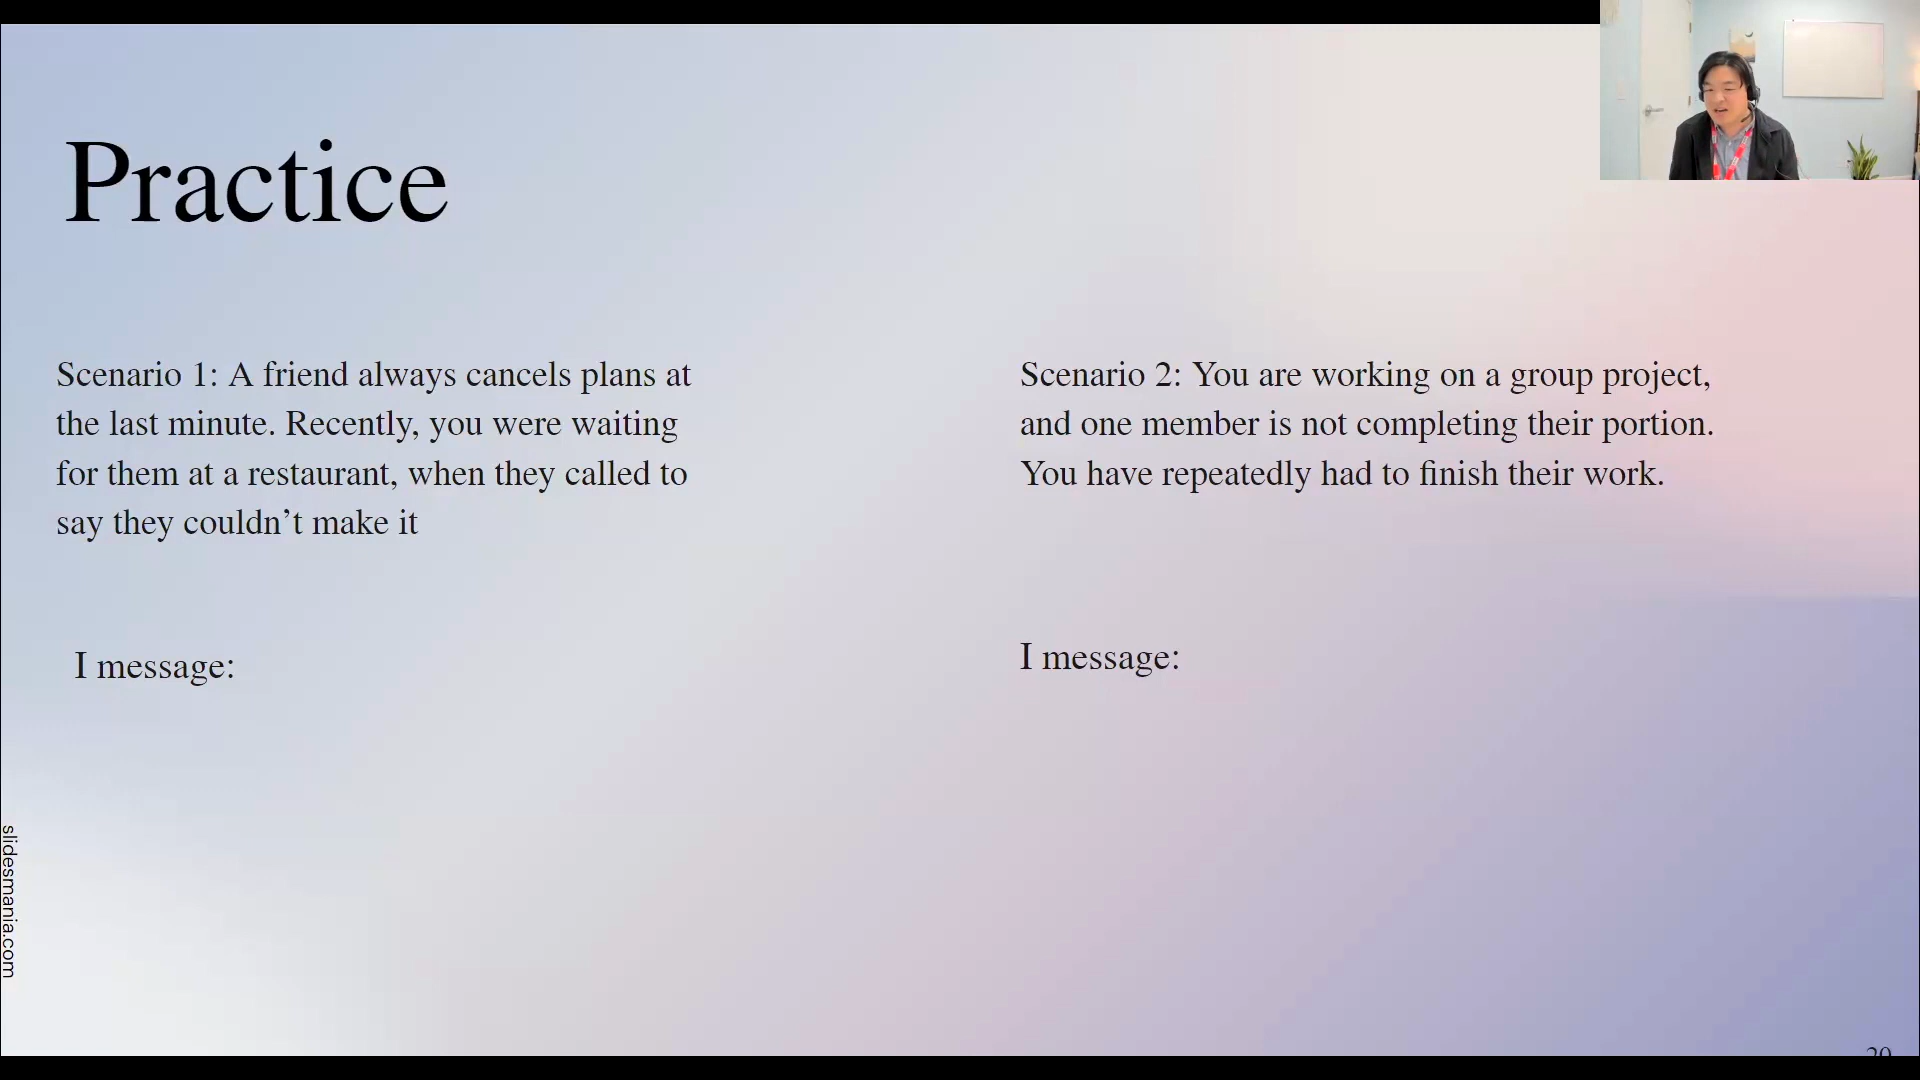 Practice
Scenario 1: A friend always cancels plans at
the last minute. Recently, you were waiting
for them at a restaurant, when they called to
say they couldn’t make it
I message:
Scenario 2: You are working on a group project,
and one member is not completing their portion.
You have repeatedly had to finish their work.
I message:
slidesmania.com